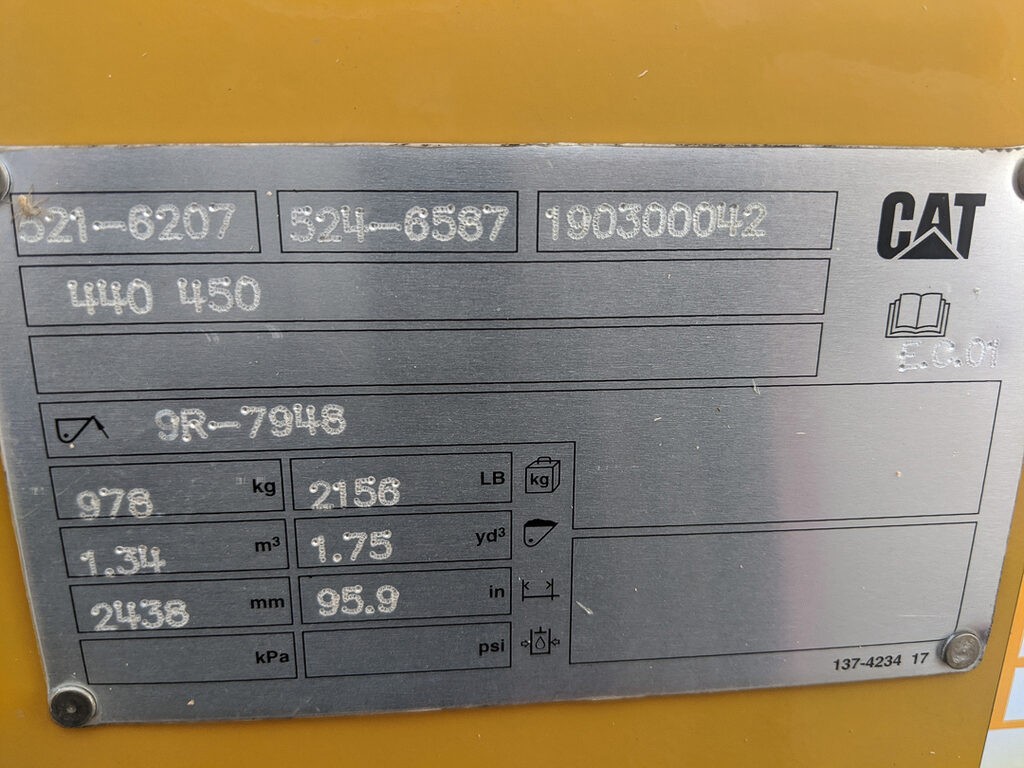 521-6207 524-6587 190300042 CAT
440 450
E.C.01
9R-7948
978 kg 2156 LB kg
1.34 m³ 1.75 yd³
2438 mm 95.9 in
kPa psi
137-4234 17